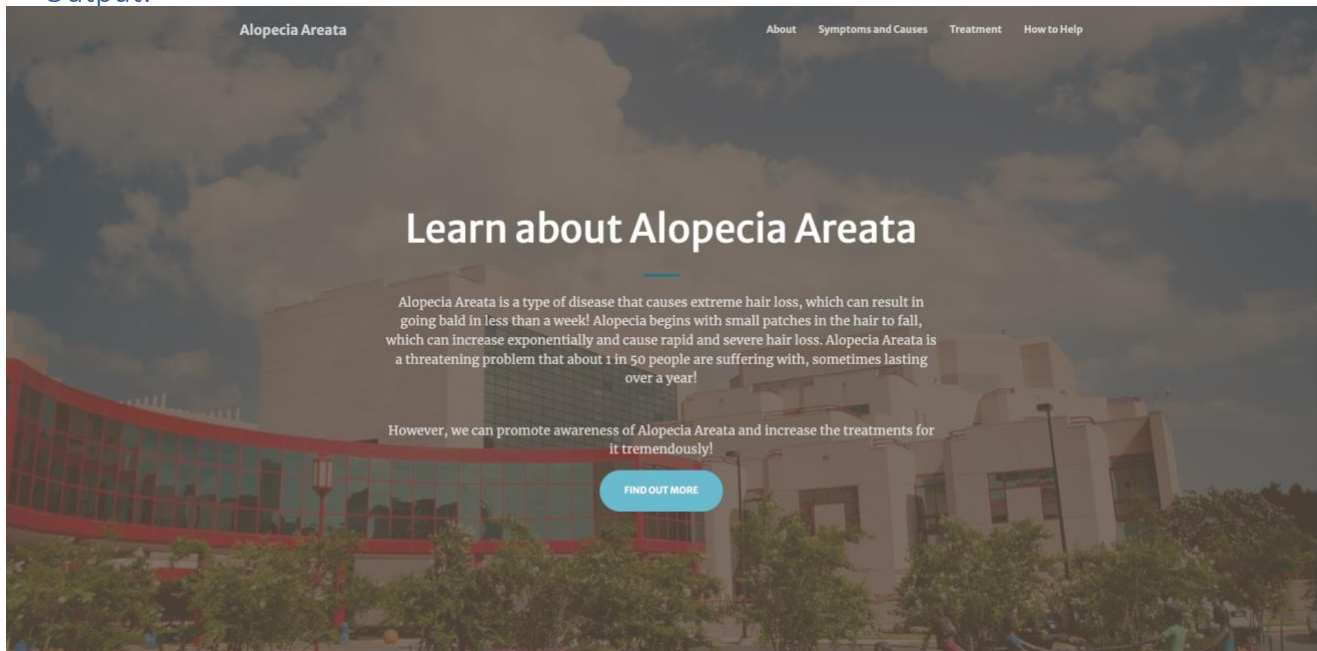 Output:
Alopecia Areata
About Symptoms and Causes Treatment How to Help
Learn about Alopecia Areata
Alopecia Areata is a type of disease that causes extreme hair loss, which can result in
going bald in less than a week! Alopecia begins with small patches in the hair to fall,
which can increase exponentially and cause rapid and severe hair loss. Alopecia Areata is
a threatening problem that about 1 in 50 people are suffering with, sometimes lasting
over a year!
However, we can promote awareness of Alopecia Areata and increase the treatments for
it tremendously!
FIND OUT MORE